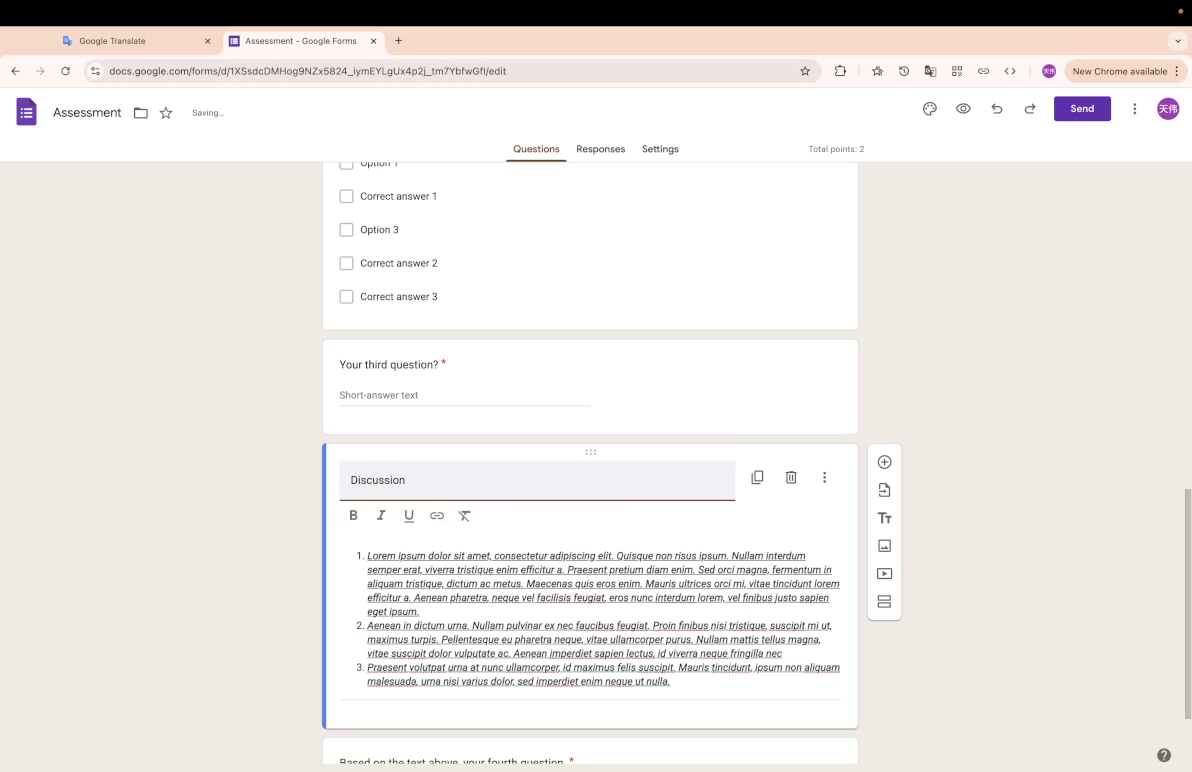 Google Translate
Assessment - Google Forms
docs.google.com/forms/d/1XSsdcDMHog9NZx5824_ymEYLgU4x4p2j_tm7YbfwGfI/edit
天伟
New Chrome available
Assessment
Saving...
Send
天伟
Questions
Responses
Settings
Total points: 2
Option 1
Correct answer 1
Option 3
Correct answer 2
Correct answer 3
Your third question? *
Short-answer text
Discussion
B I U
1. Lorem ipsum dolor sit amet, consectetur adipiscing elit. Quisque non risus ipsum. Nullam interdum
semper erat, viverra tristique enim efficitur a. Praesent pretium diam enim. Sed orci magna, fermentum in
aliquam tristique, dictum ac metus. Maecenas quis eros enim. Mauris ultrices orci mi, vitae tincidunt lorem
efficitur a. Aenean pharetra, neque vel facilisis feugiat, eros nunc interdum lorem, vel finibus justo sapien
eget ipsum.
2. Aenean in dictum urna. Nullam pulvinar ex nec faucibus feugiat. Proin finibus nisi tristique, suscipit mi ut,
maximus turpis. Pellentesque eu pharetra neque, vitae ullamcorper purus. Nullam mattis tellus magna,
vitae suscipit dolor vulputate ac. Aenean imperdiet sapien lectus, id viverra neque fringilla nec
3. Praesent volutpat urna at nunc ullamcorper, id maximus felis suscipit. Mauris tincidunt, ipsum non aliquam
malesuada, urna nisi varius dolor, sed imperdiet enim neque ut nulla.
Tт
Based on the text above, your fourth question. *